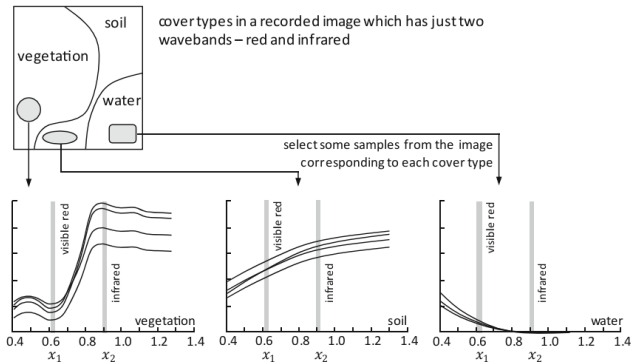 soil
cover types in a recorded image which has just two
wavebands – red and infrared
vegetation
water
select some samples from the image
corresponding to each cover type
visible red
infrared
vegetation
0.4 0.6 0.8 1.0 1.2 1.4
x1 x2
visible red
infrared
soil
0.4 0.6 0.8 1.0 1.2 1.4
x1 x2
visible red
infrared
water
0.4 0.6 0.8 1.0 1.2 1.4
x1 x2